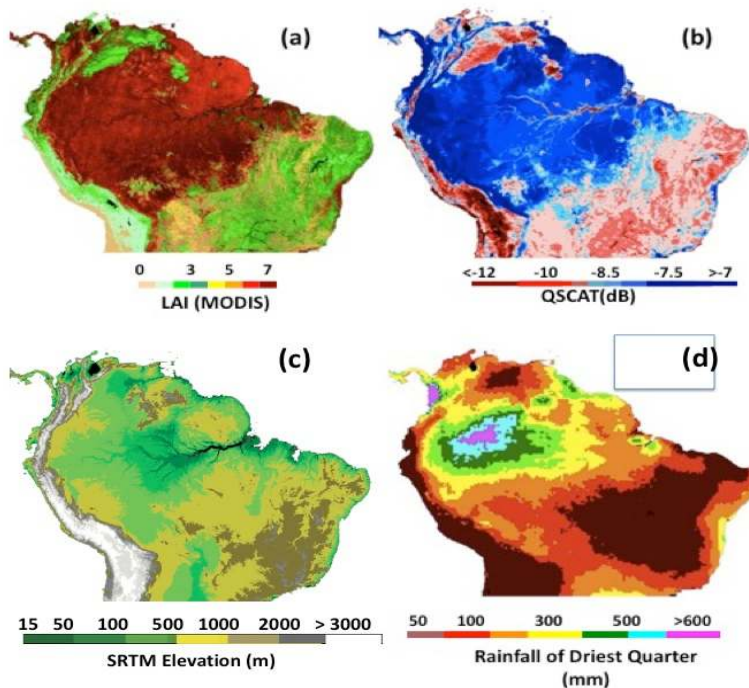 (a)
0 3 4 5 7
LAI (MODIS)
(b)
<-12 -10 -8.5 -7.5 >-7
QSCAT(dB)
(c)
15 50 100 500 1000 2000 > 3000
SRTM Elevation (m)
(d)
50 100 300 500 >600
Rainfall of Driest Quarter
(mm)